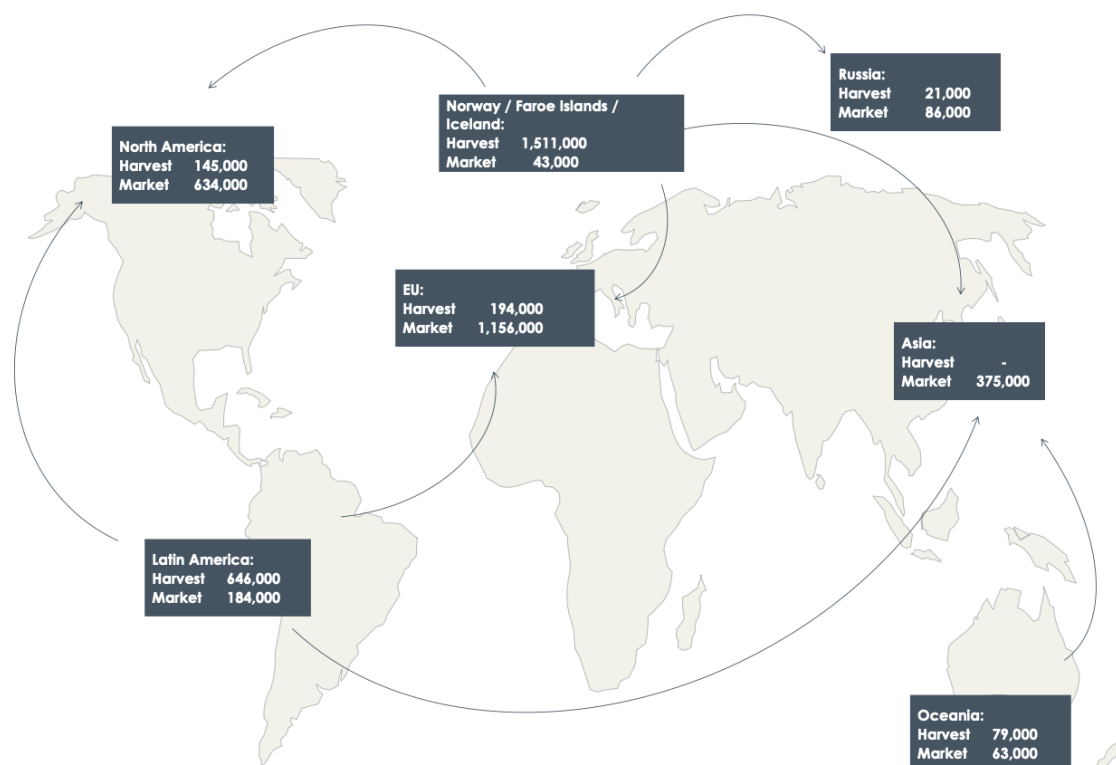 Russia:
Harvest 21,000
Market 86,000
Norway / Faroe Islands /
Iceland:
Harvest 1,511,000
Market 43,000
North America:
Harvest 145,000
Market 634,000
EU:
Harvest 194,000
Market 1,156,000
Asia:
Harvest -
Market 375,000
Latin America:
Harvest 646,000
Market 184,000
Oceania:
Harvest 79,000
Market 63,000